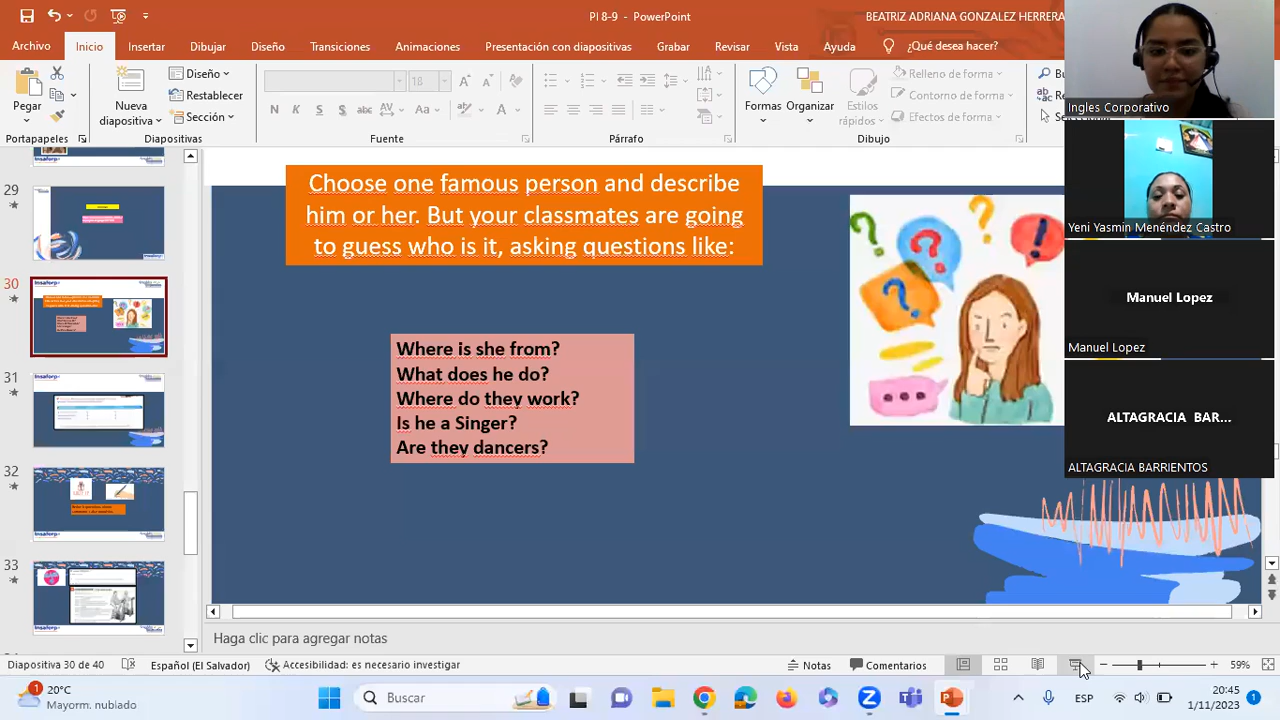 PI 8-9 - PowerPoint
BEATRIZ ADRIANA GONZALEZ HERRERA
Archivo Inicio Insertar Dibujar Diseño Transiciones Animaciones Presentación con diapositivas Grabar Revisar Vista Ayuda ¿Qué desea hacer?
Pegar
Nueva diapositiva
Diseño
Restablecer
Sección
18
N K S S
Aa
A
Formas
Organizar
Estilos rápidos
Relleno de forma
Contorno de forma
Efectos de forma
Portapapeles Diapositivas Fuente Párrafo Dibujo
Ingles Corporativo
Yeni Yasmin Menéndez Castro
Manuel Lopez
Manuel Lopez
ALTAGRACIA BAR...
ALTAGRACIA BARRIENTOS
29
30
31
32
33
Insaforp
Choose one famous person and describe
him or her. But your classmates are going
to guess who is it, asking questions like:
Where is she from?
What does he do?
Where do they work?
Is he a Singer?
Are they dancers?
Haga clic para agregar notas
Diapositiva 30 de 40 Español (El Salvador) Accesibilidad: es necesario investigar Notas Comentarios 59%
1
20°C
Mayorm. nublado
Buscar
ESP
20:45
1/11/2023
1